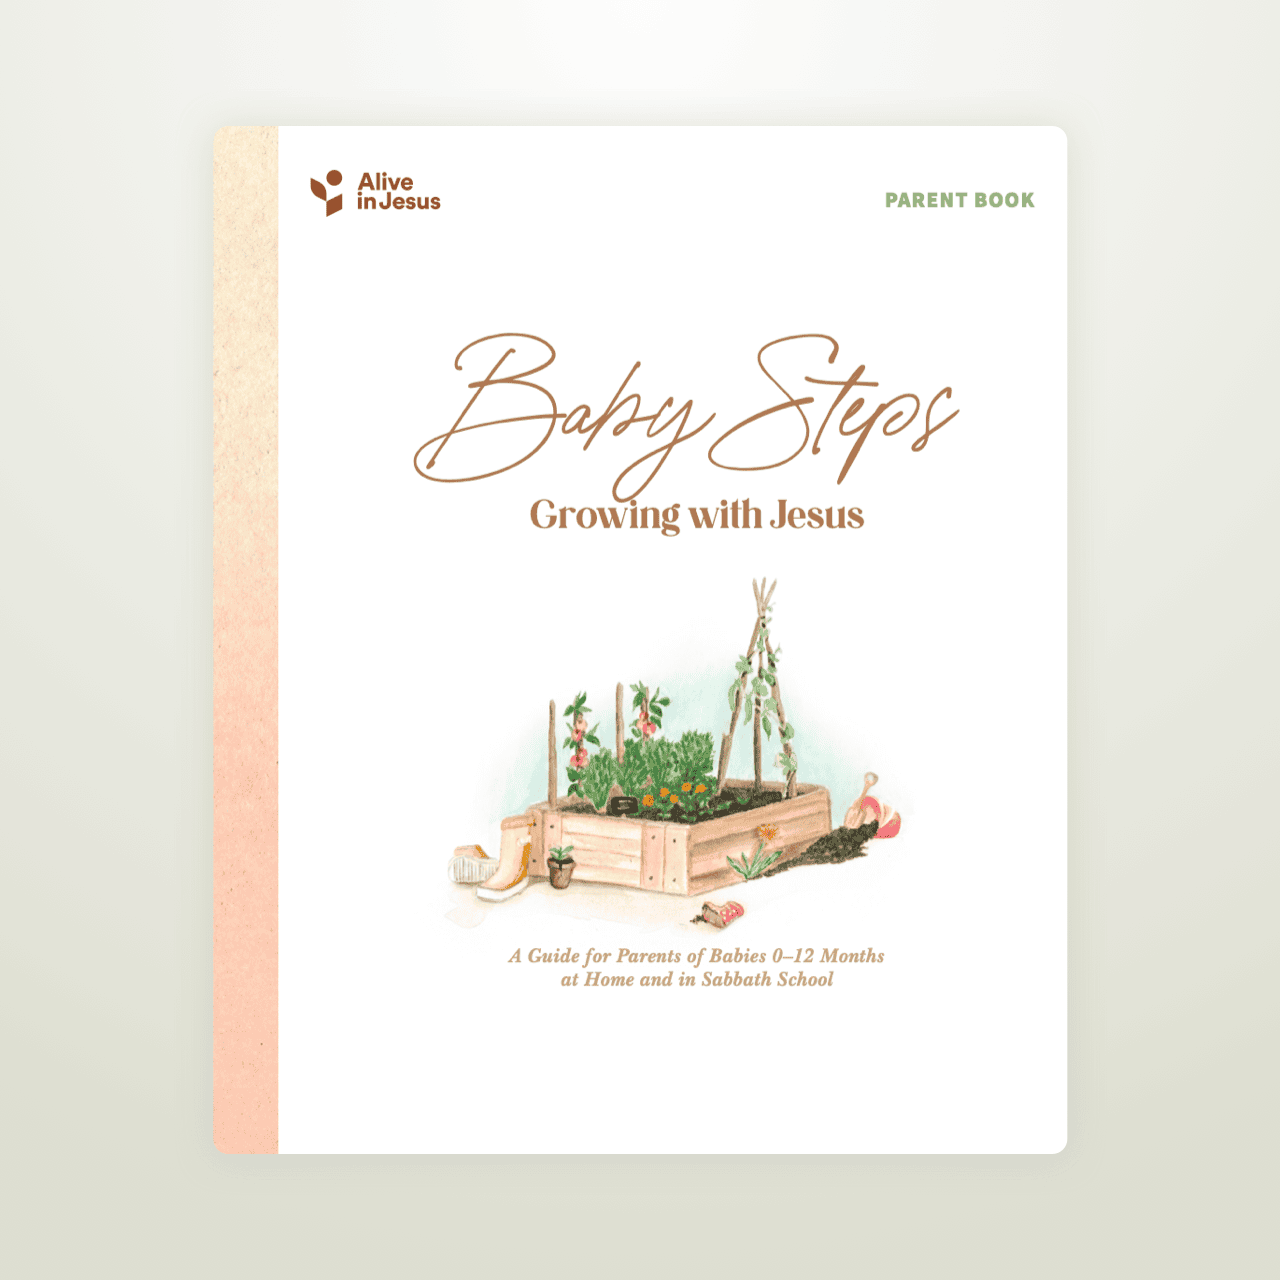 Alive
in Jesus
PARENT BOOK
Baby Steps
Growing with Jesus
A Guide for Parents of Babies 0–12 Months
at Home and in Sabbath School